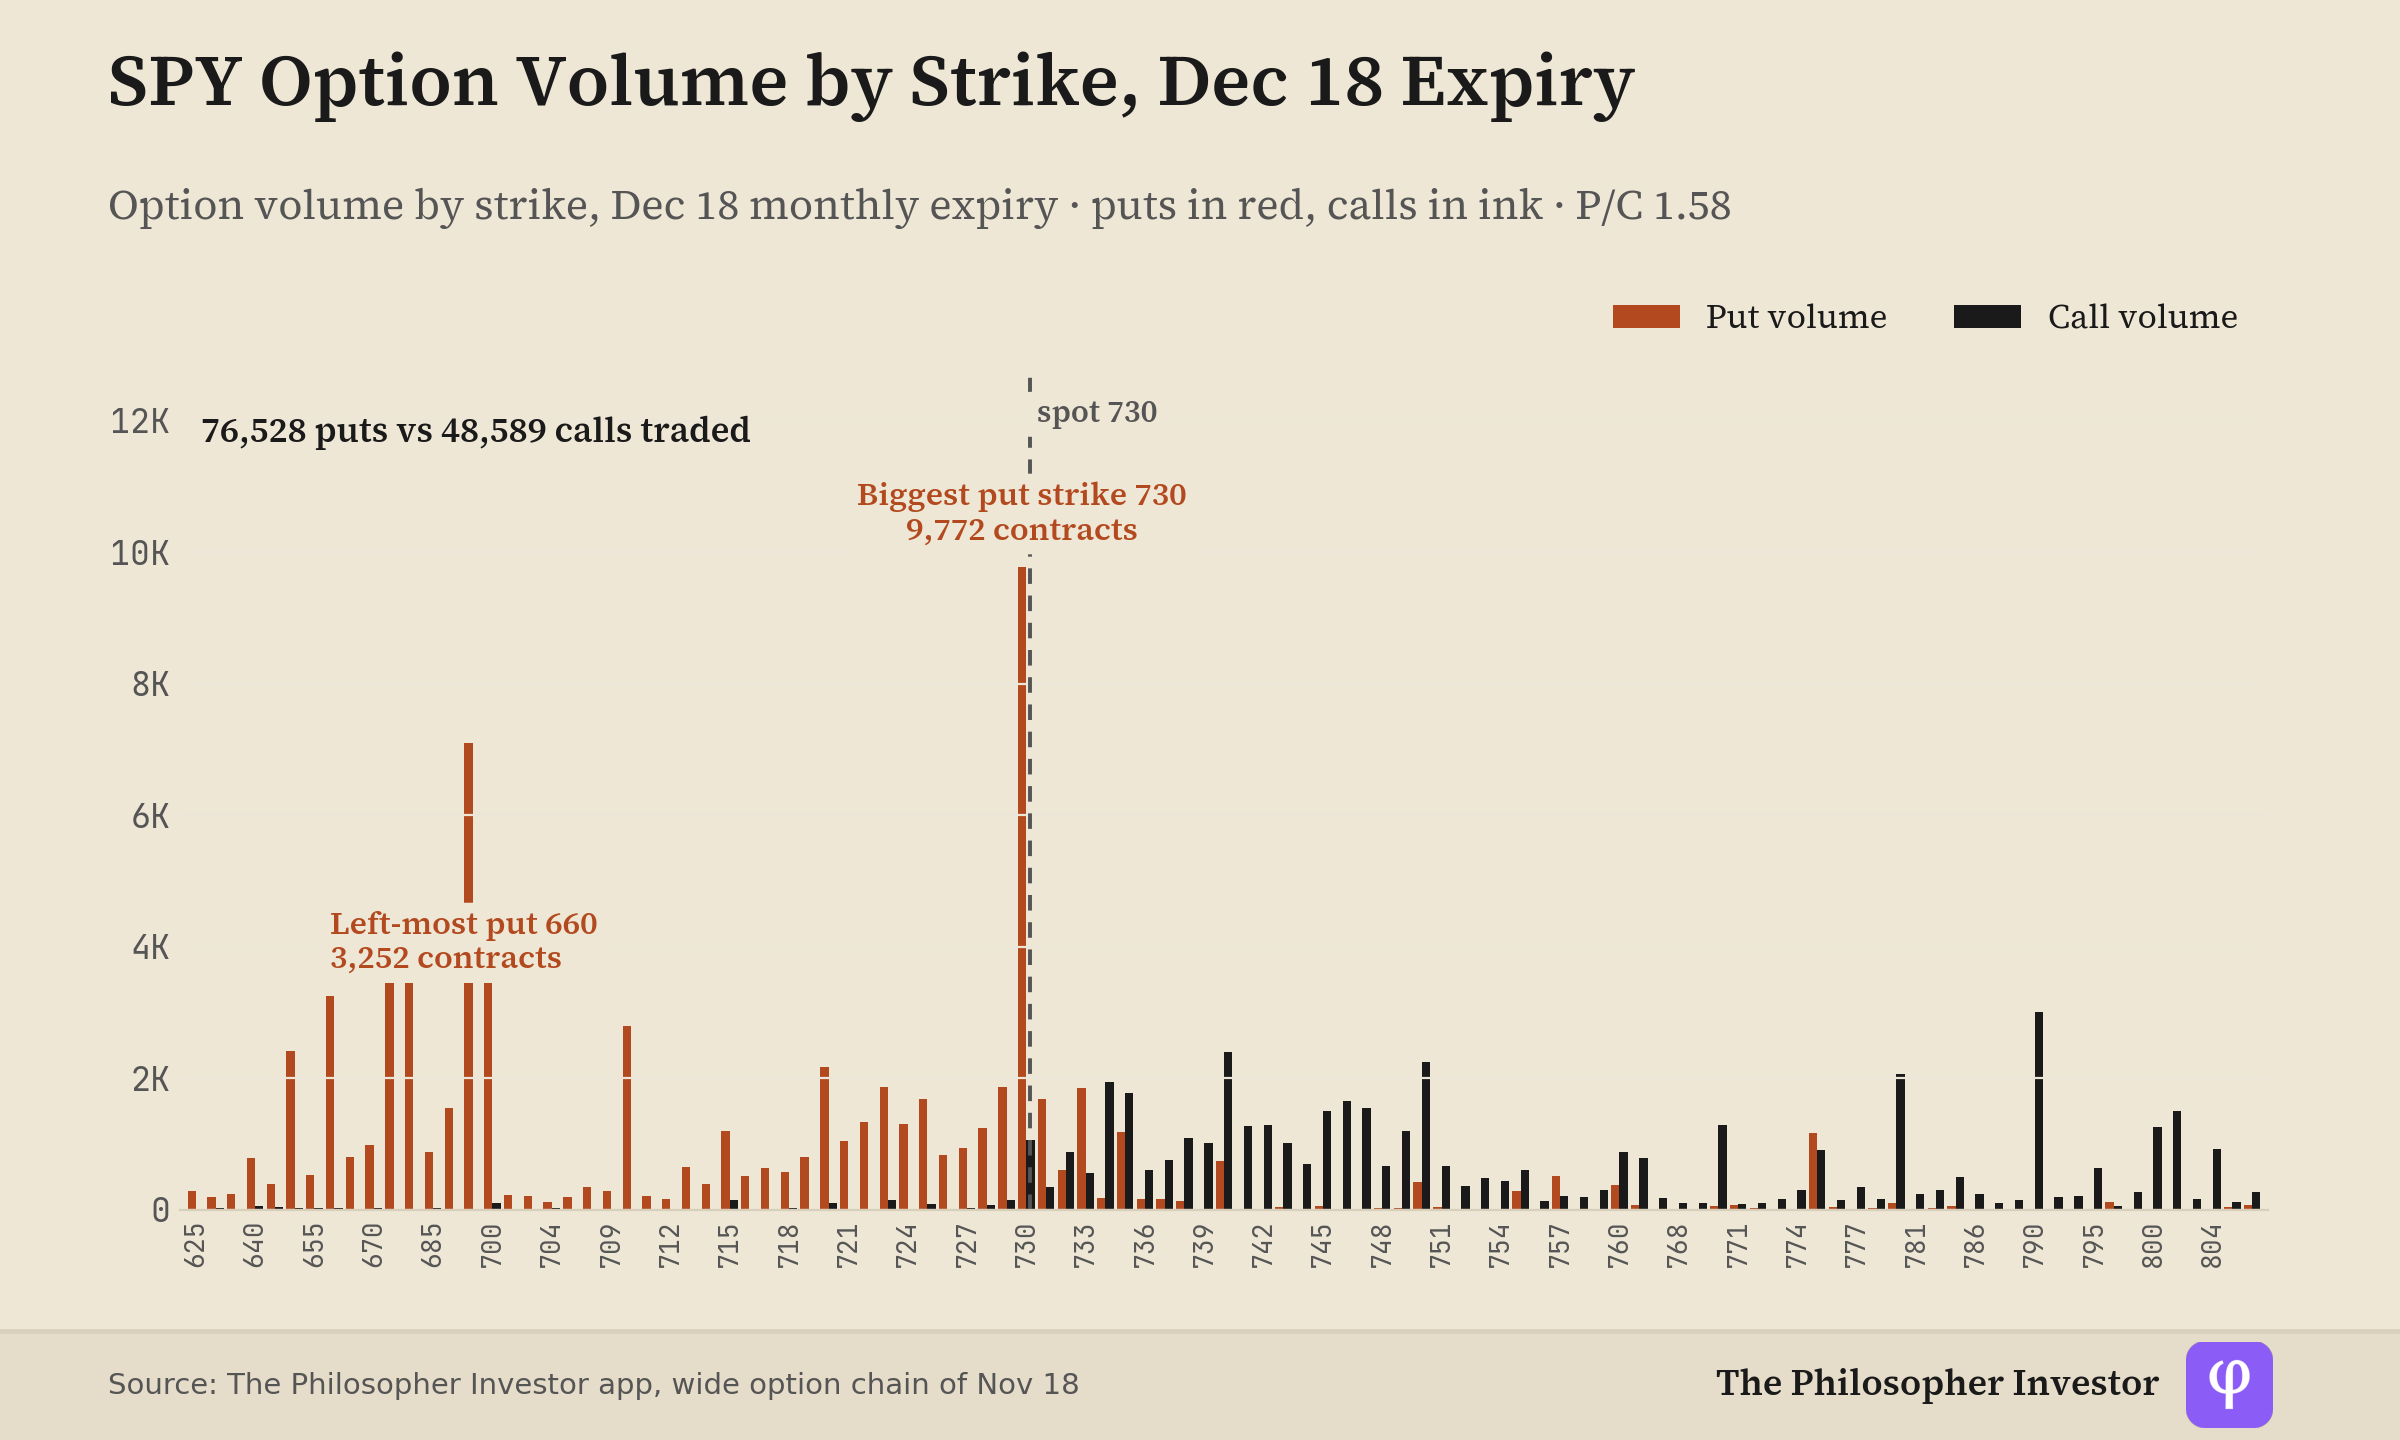 SPY Option Volume by Strike, Dec 18 Expiry
Option volume by strike, Dec 18 monthly expiry · puts in red, calls in ink · P/C 1.58
Put volume
Call volume
12K
10K
8K
6K
4K
2K
0
76,528 puts vs 48,589 calls traded
spot 730
Biggest put strike 730
9,772 contracts
Left-most put 660
3,252 contracts
625
640
655
670
685
700
704
709
712
715
718
721
724
727
730
733
736
739
742
745
748
751
754
757
760
768
771
774
777
781
786
790
795
800
804
Source: The Philosopher Investor app, wide option chain of Nov 18
The Philosopher Investor
φ